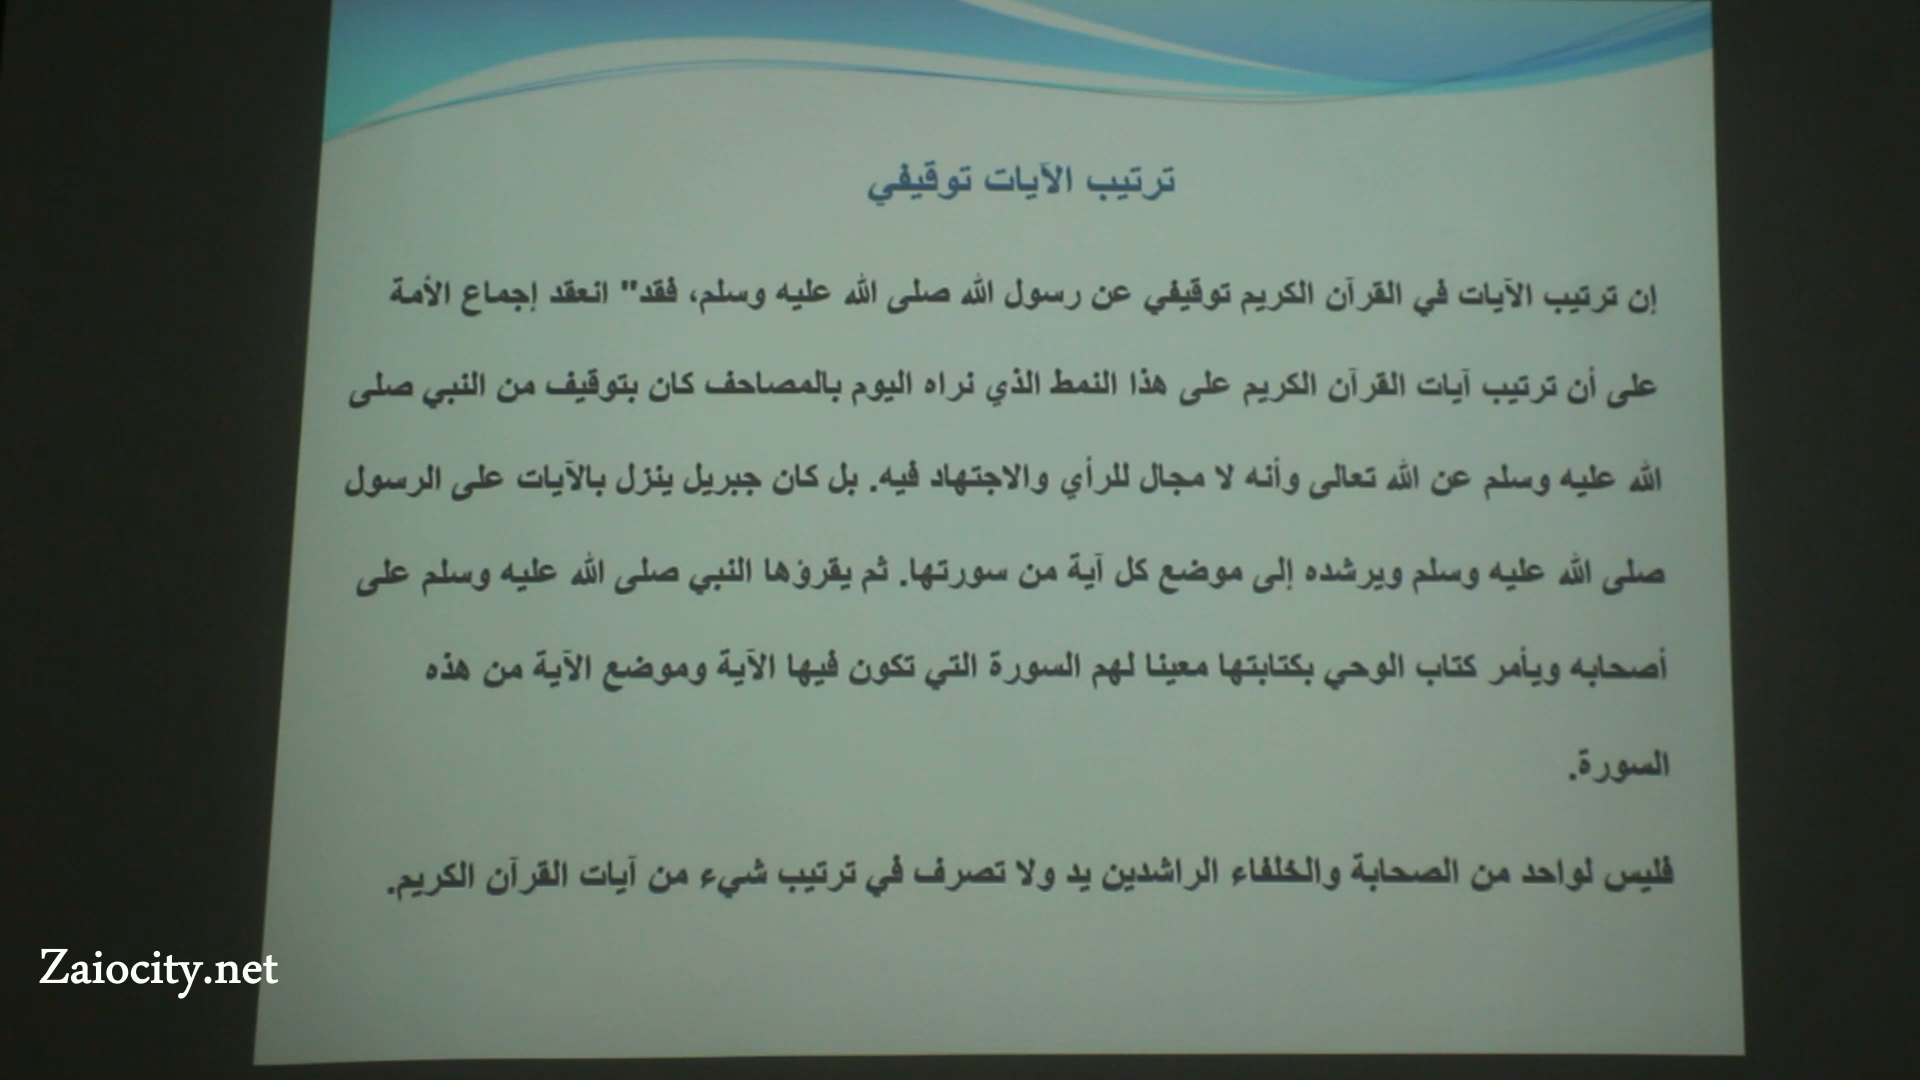 ترتيب الآيات توقيفي
إن ترتيب الآيات في القرآن الكريم توقيفي عن رسول الله صلى الله عليه وسلم، فقد" انعقد إجماع الأمة
على أن ترتيب آيات القرآن الكريم على هذا النمط الذي نراه اليوم بالمصاحف كان بتوقيف من النبي صلى
الله عليه وسلم عن الله تعالى وأنه لا مجال للرأي والاجتهاد فيه. بل كان جبريل ينزل بالآيات على الرسول
صلى الله عليه وسلم ويرشده إلى موضع كل آية من سورتها. ثم يقرؤها النبي صلى الله عليه وسلم على
أصحابه ويأمر كتاب الوحي بكتابتها معينا لهم السورة التي تكون فيها الآية وموضع الآية من هذه
السورة.
فليس لواحد من الصحابة والخلفاء الراشدين يد ولا تصرف في ترتيب شيء من آيات القرآن الكريم.
Zaiocity.net